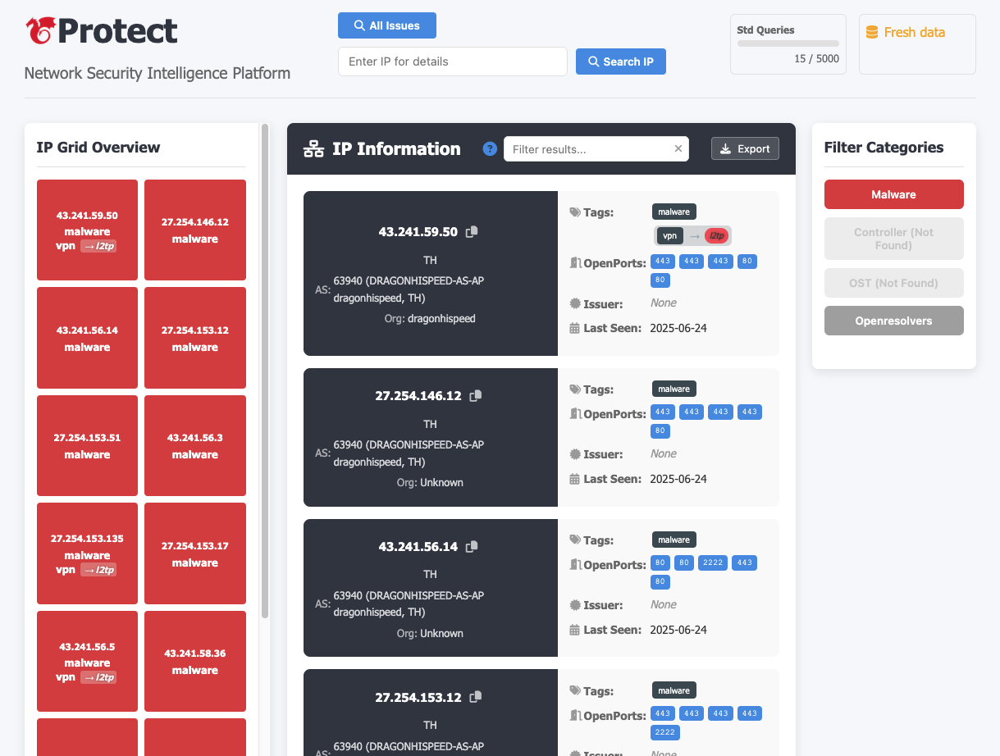 Protect
Network Security Intelligence Platform
All Issues
Enter IP for details
Search IP
Std Queries
15 / 5000
Fresh data
IP Grid Overview
43.241.59.50
malware
vpn → l2tp
27.254.146.12
malware
43.241.56.14
malware
27.254.153.12
malware
27.254.153.51
malware
43.241.56.3
malware
27.254.153.135
malware
vpn → l2tp
27.254.153.17
malware
43.241.56.5
malware
vpn → l2tp
43.241.58.36
malware
IP Information
?
Filter results...
×
Export
43.241.59.50
TH
AS: 63940 (DRAGONHISPEED-AS-AP
dragonhispeed, TH)
Org: dragonhispeed
Tags: malware
vpn → l2tp
OpenPorts: 443 443 443 80
80
Issuer: None
Last Seen: 2025-06-24
27.254.146.12
TH
AS: 63940 (DRAGONHISPEED-AS-AP
dragonhispeed, TH)
Org: Unknown
Tags: malware
OpenPorts: 443 443 443 443
80
Issuer: None
Last Seen: 2025-06-24
43.241.56.14
TH
AS: 63940 (DRAGONHISPEED-AS-AP
dragonhispeed, TH)
Org: Unknown
Tags: malware
OpenPorts: 80 80 2222 443
80
Issuer: None
Last Seen: 2025-06-24
27.254.153.12
TH
AS: 63940 (DRAGONHISPEED-AS-AP
Tags: malware
OpenPorts: 443 443 443 443
2222
Issuer: None
Filter Categories
Malware
Controller (Not
Found)
OST (Not Found)
Openresolvers